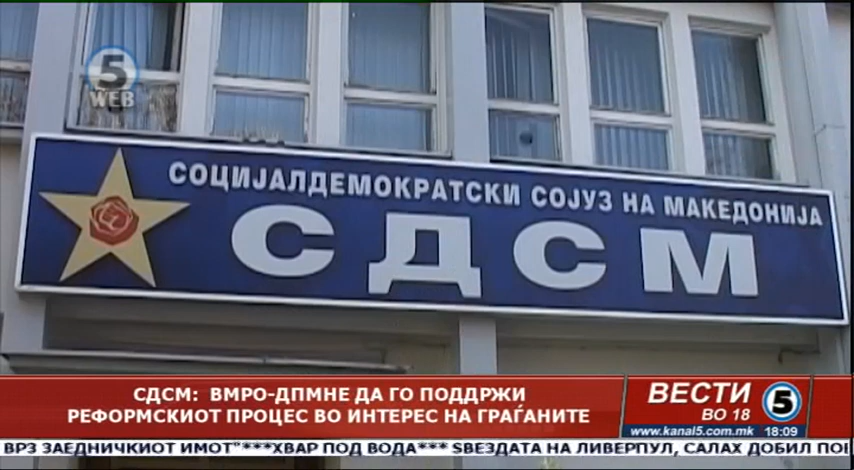 5
WEB
СОЦИЈАЛДЕМОКРАТСКИ СОЈУЗ НА МАКЕДОНИЈА
СДСМ
СДСМ: ВМРО-ДПМНЕ ДА ГО ПОДДРЖИ
РЕФОРМСКИОТ ПРОЦЕС ВО ИНТЕРЕС НА ГРАЃАНИТЕ
ВЕСТИ
ВО 18
5
www.kanal5.com.mk 18:09
ВРЗ ЗАЕДНИЧКИОТ ИМОТ"***ХВАР ПОД ВОДА*** ЅВЕЗДАТА НА ЛИВЕРПУЛ, САЛАХ ДОБИЛ ПО